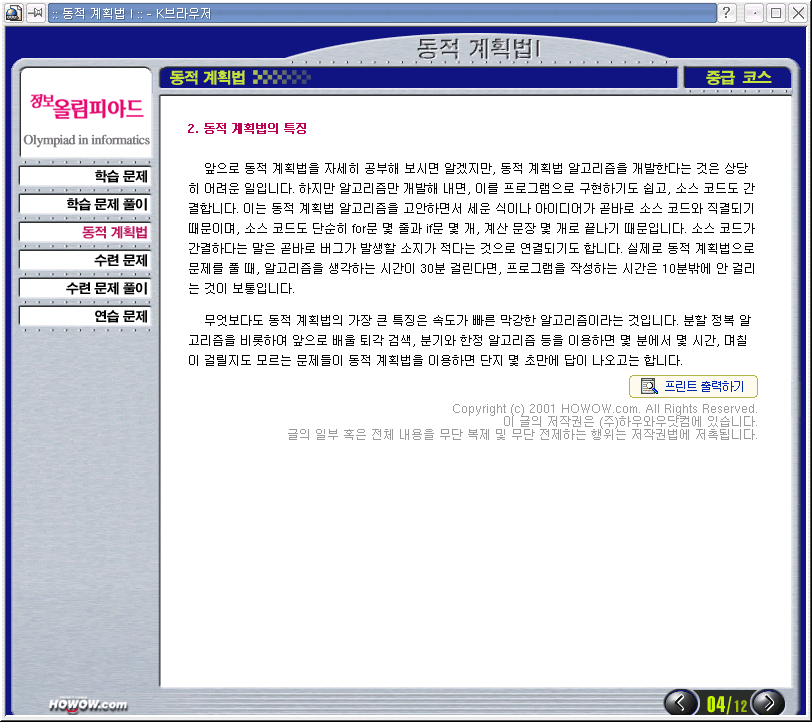 :: 동적 계획법 I :: - K브라우저
동적 계획법I
동적 계획법
중급 코스
정보올림피아드
Olympiad in informatics
학습 문제
학습 문제 풀이
동적 계획법
수련 문제
수련 문제 풀이
연습 문제
2. 동적 계획법의 특징
앞으로 동적 계획법을 자세히 공부해 보시면 알겠지만, 동적 계획법 알고리즘을 개발한다는 것은 상당
히 어려운 일입니다. 하지만 알고리즘만 개발해 내면, 이를 프로그램으로 구현하기도 쉽고, 소스 코드도 간
결합니다. 이는 동적 계획법 알고리즘을 고안하면서 세운 식이나 아이디어가 곧바로 소스 코드와 직결되기
때문이며, 소스 코드도 단순히 for문 몇 줄과 if문 몇 개, 계산 문장 몇 개로 끝나기 때문입니다. 소스 코드가
간결하다는 말은 곧바로 버그가 발생할 소지가 적다는 것으로 연결되기도 합니다. 실제로 동적 계획법으로
문제를 풀 때, 알고리즘을 생각하는 시간이 30분 걸린다면, 프로그램을 작성하는 시간은 10분밖에 안 걸리
는 것이 보통입니다.
무엇보다도 동적 계획법의 가장 큰 특징은 속도가 빠른 막강한 알고리즘이라는 것입니다. 분할 정복 알
고리즘을 비롯하여 앞으로 배울 퇴각 검색, 분기와 한정 알고리즘 등을 이용하면 몇 분에서 몇 시간, 며칠
이 걸릴지도 모르는 문제들이 동적 계획법을 이용하면 단지 몇 초만에 답이 나오고는 합니다.
프린트 출력하기
Copyright (c) 2001 HOWOW.com. All Rights Reserved.
이 글의 저작권은 (주)하우와우닷컴에 있습니다.
글의 일부 혹은 전체 내용을 무단 복제 및 무단 전제하는 행위는 저작권법에 저촉됩니다.
HOWOW.com
04/12